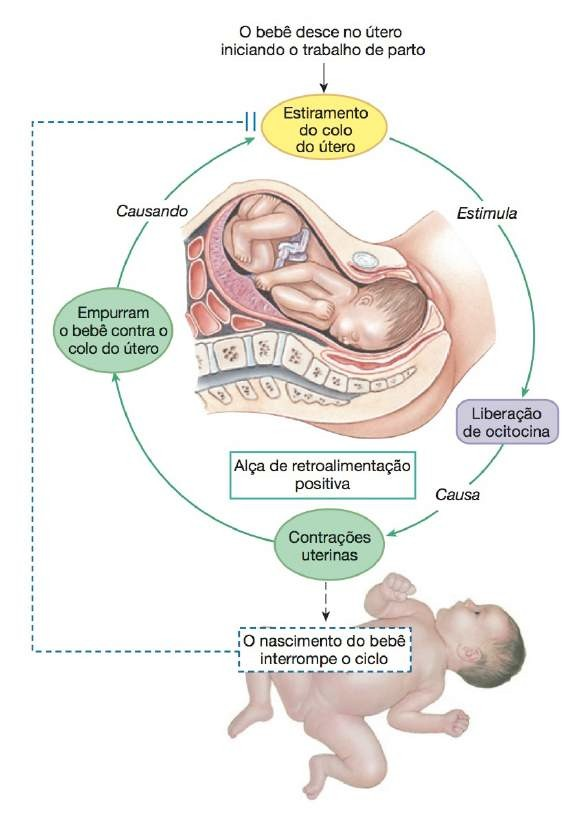 O bebê desce no útero
iniciando o trabalho de parto
Estiramento
do colo
do útero
Causando
Estimula
Empurram
o bebê contra o
colo do útero
Liberação
de ocitocina
Alça de retroalimentação
positiva
Causa
Contrações
uterinas
O nascimento do bebê
interrompe o ciclo